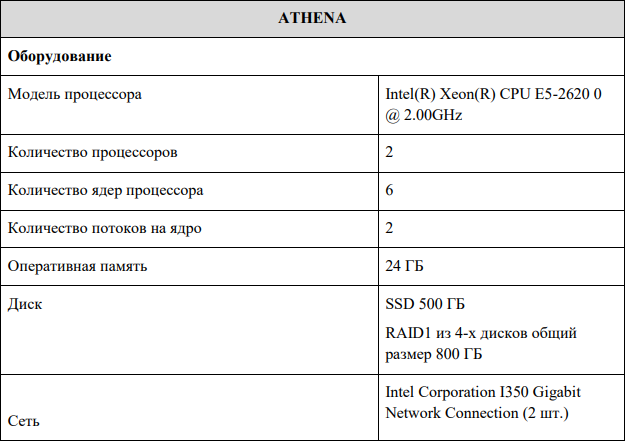 ATHENA
Оборудование
Модель процессора
Intel(R) Xeon(R) CPU E5-2620 0
@ 2.00GHz
Количество процессоров
2
Количество ядер процессора
6
Количество потоков на ядро
2
Оперативная память
24 ГБ
Диск
SSD 500 ГБ
RAID1 из 4-х дисков общий
размер 800 ГБ
Сеть
Intel Corporation I350 Gigabit
Network Connection (2 шт.)